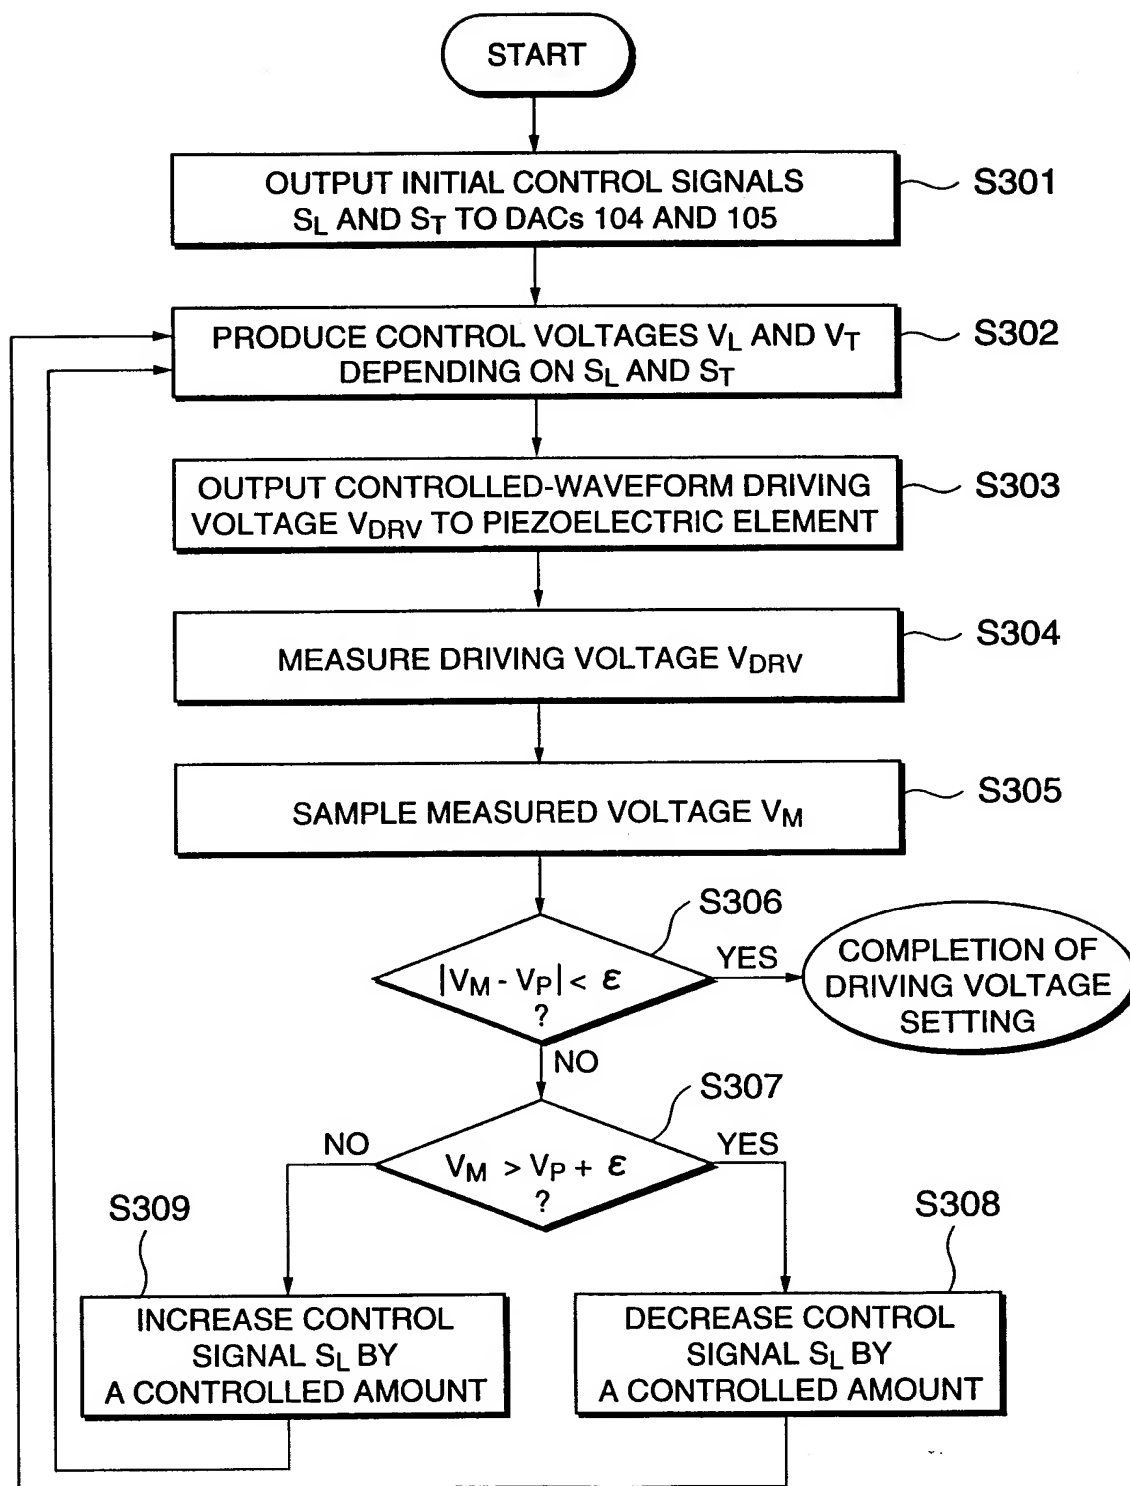 START
OUTPUT INITIAL CONTROL SIGNALS
SL AND ST TO DACs 104 AND 105
S301
PRODUCE CONTROL VOLTAGES VL AND VT
DEPENDING ON SL AND ST
S302
OUTPUT CONTROLLED-WAVEFORM DRIVING
VOLTAGE VDRV TO PIEZOELECTRIC ELEMENT
S303
MEASURE DRIVING VOLTAGE VDRV
S304
SAMPLE MEASURED VOLTAGE VM
S305
S306
|VM - VP| < ε
?
YES
COMPLETION OF
DRIVING VOLTAGE
SETTING
NO
S307
VM > VP + ε
?
NO
YES
S309
INCREASE CONTROL
SIGNAL SL BY
A CONTROLLED AMOUNT
S308
DECREASE CONTROL
SIGNAL SL BY
A CONTROLLED AMOUNT